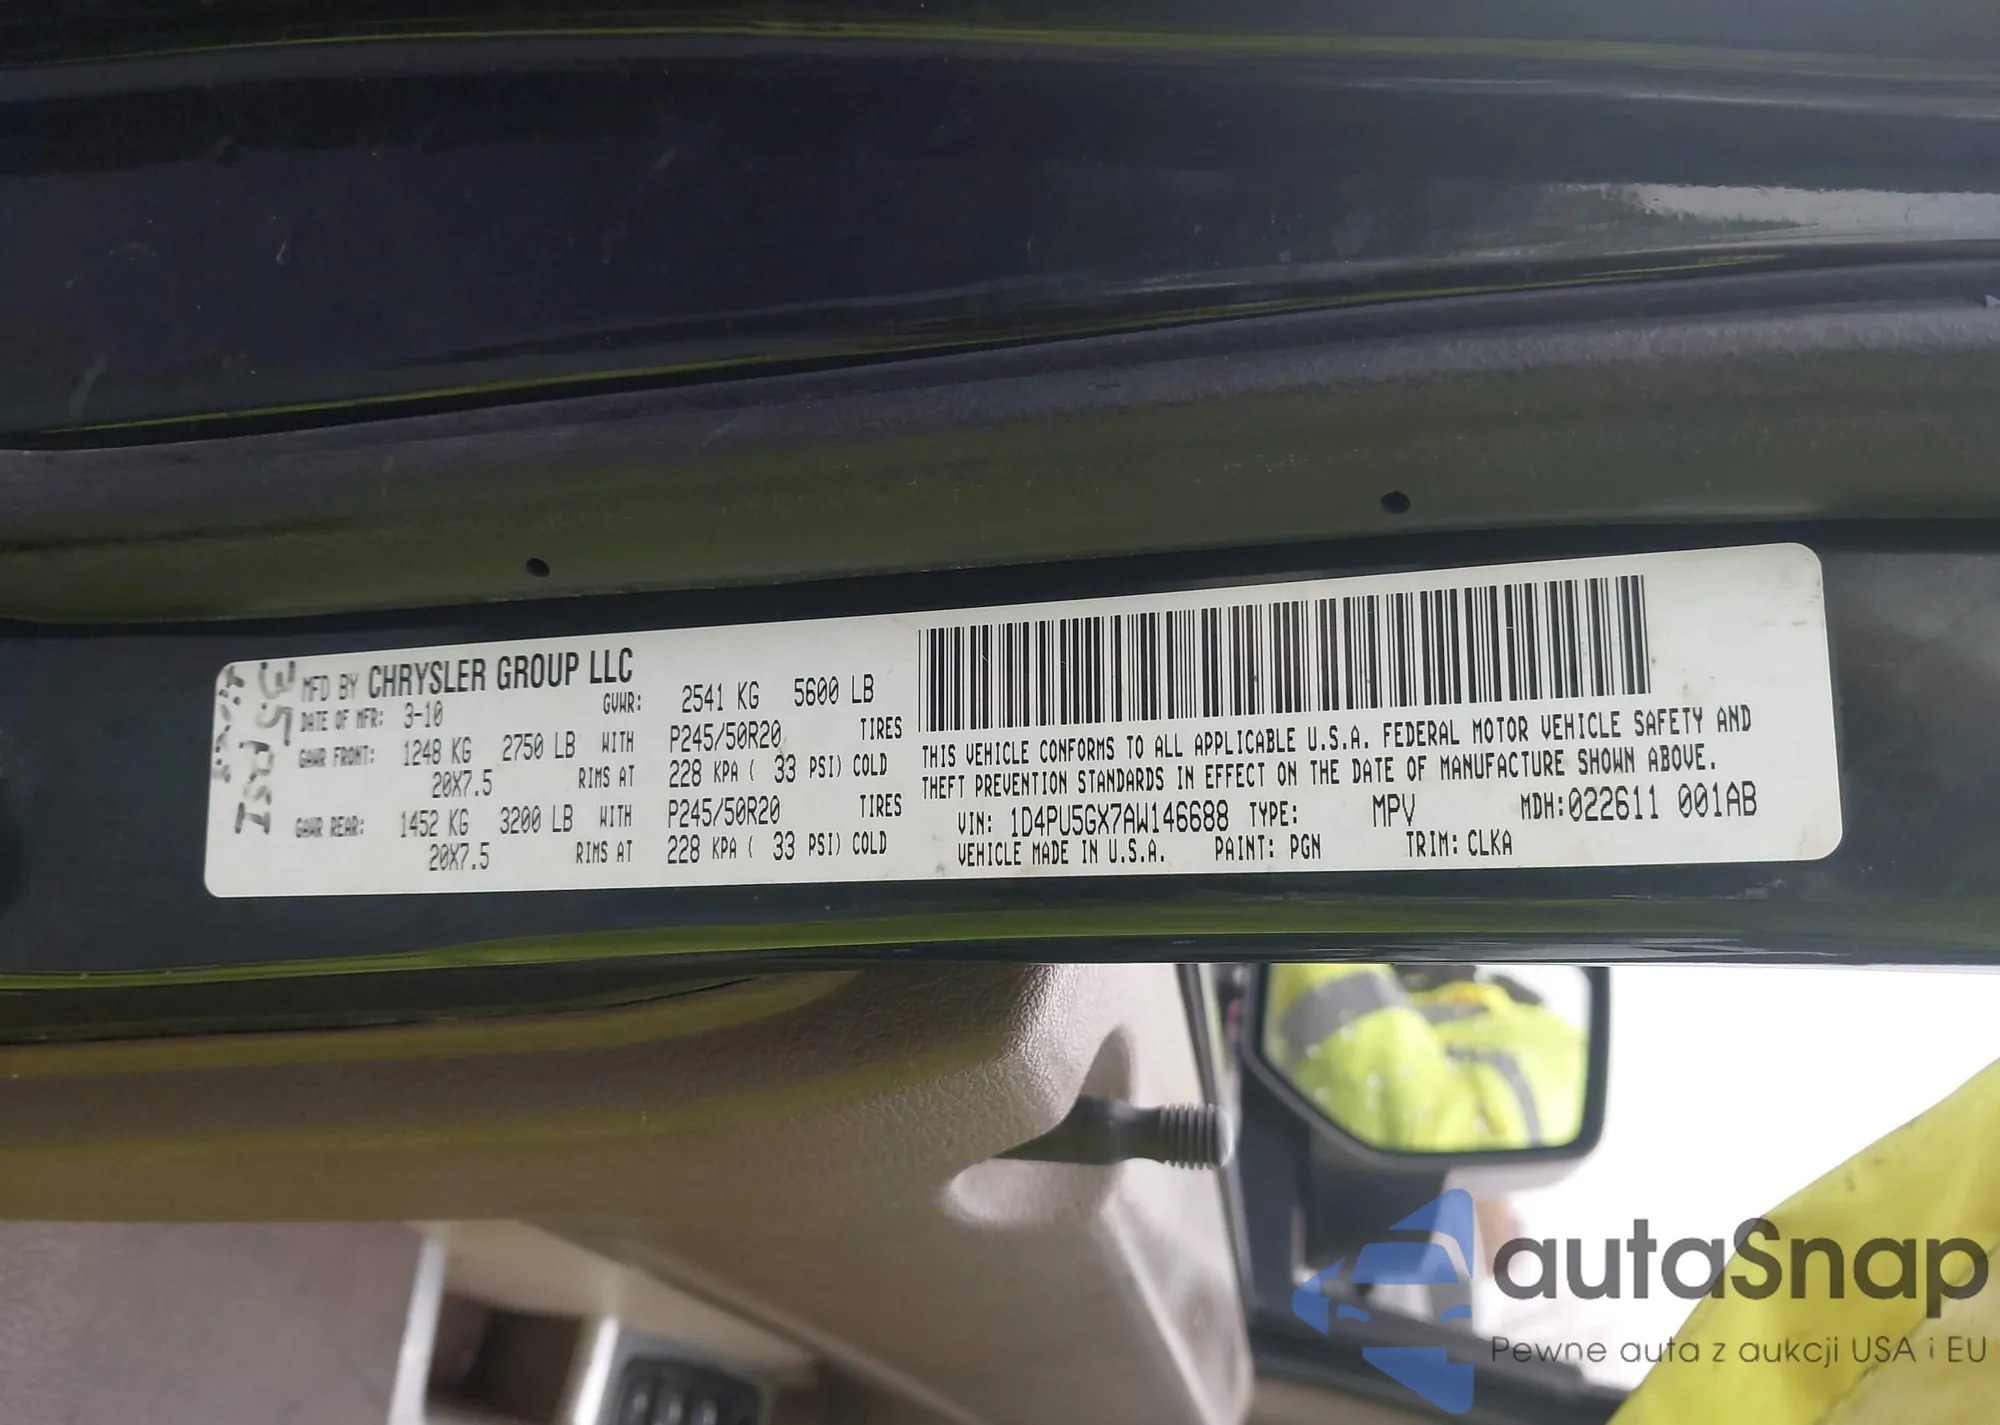 MFD BY CHRYSLER GROUP LLC
DATE OF MFR: 3-10 GVWR: 2541 KG 5600 LB
GAWR FRONT: 1248 KG 2750 LB WITH P245/50R20 TIRES
20X7.5 RIMS AT 228 KPA ( 33 PSI) COLD
GAWR REAR: 1452 KG 3200 LB WITH P245/50R20 TIRES
20X7.5 RIMS AT 228 KPA ( 33 PSI) COLD
35 PSI
THIS VEHICLE CONFORMS TO ALL APPLICABLE U.S.A. FEDERAL MOTOR VEHICLE SAFETY AND
THEFT PREVENTION STANDARDS IN EFFECT ON THE DATE OF MANUFACTURE SHOWN ABOVE.
VIN: 1D4PU5GX7AW146688 TYPE: MPV MDH:022611 001AB
VEHICLE MADE IN U.S.A. PAINT: PGN TRIM: CLKA
autaSnap
Pewne auta z aukcji USA i EU